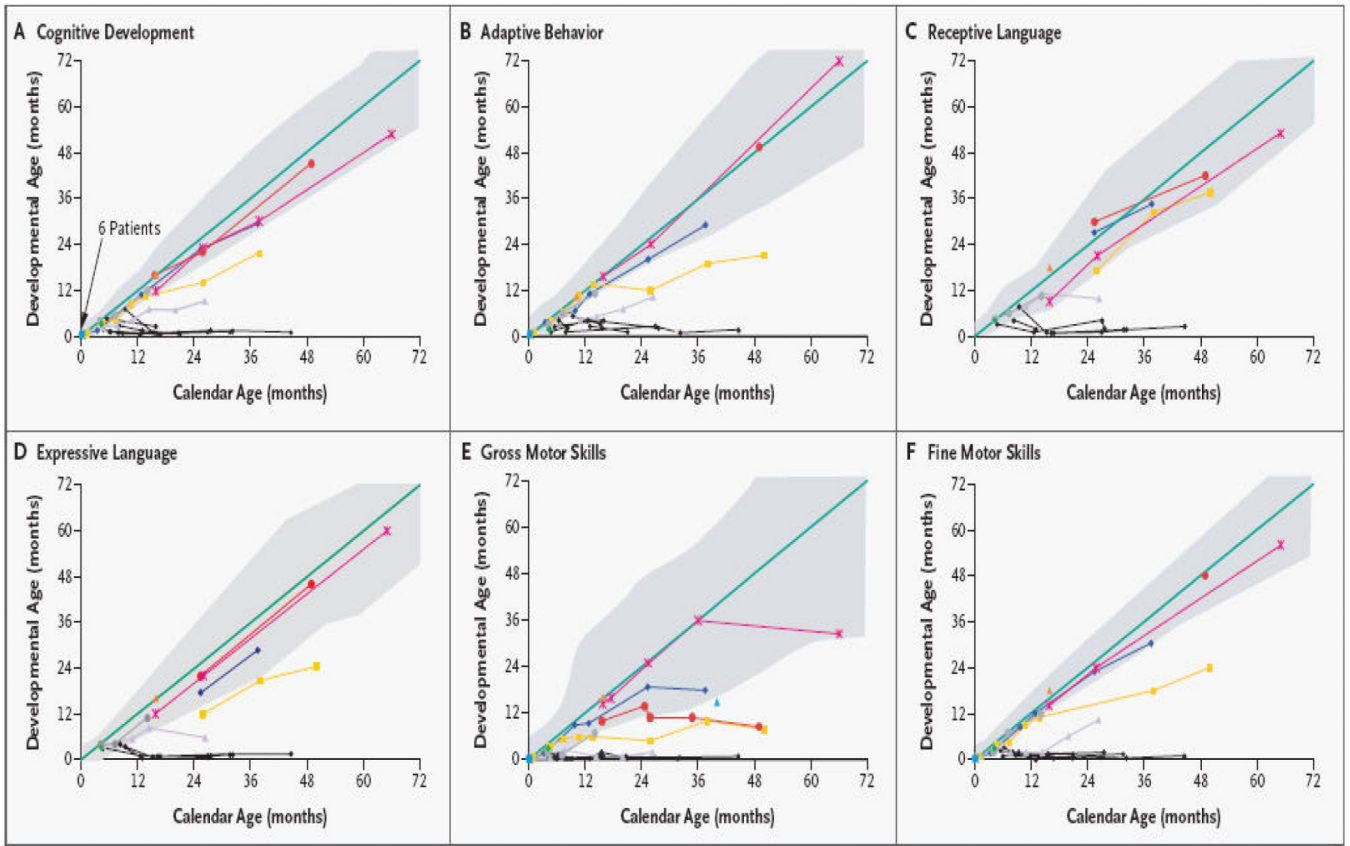 A Cognitive Development
Developmental Age (months)
72
60
48
36
24
12
0
6 Patients
0 12 24 36 48 60 72
Calendar Age (months)
B Adaptive Behavior
Developmental Age (months)
72
60
48
36
24
12
0
0 12 24 36 48 60 72
Calendar Age (months)
C Receptive Language
Developmental Age (months)
72
60
48
36
24
12
0
0 12 24 36 48 60 72
Calendar Age (months)
D Expressive Language
Developmental Age (months)
72
60
48
36
24
12
0
0 12 24 36 48 60 72
Calendar Age (months)
E Gross Motor Skills
Developmental Age (months)
72
60
48
36
24
12
0
0 12 24 36 48 60 72
Calendar Age (months)
F Fine Motor Skills
Developmental Age (months)
72
60
48
36
24
12
0
0 12 24 36 48 60 72
Calendar Age (months)